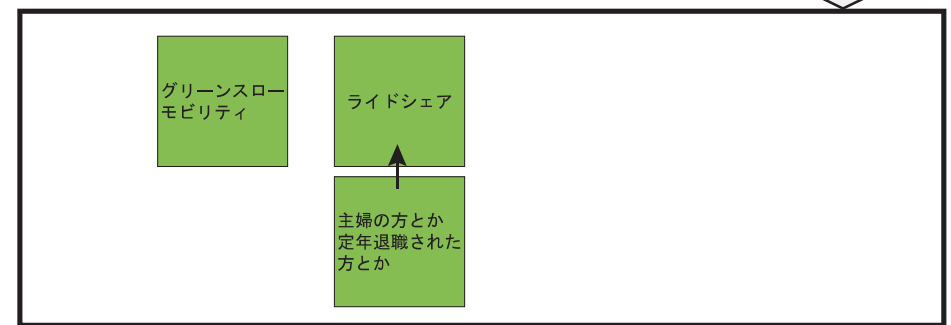 グリーンスロー
モビリティ
ライドシェア
主婦の方とか
定年退職された
方とか